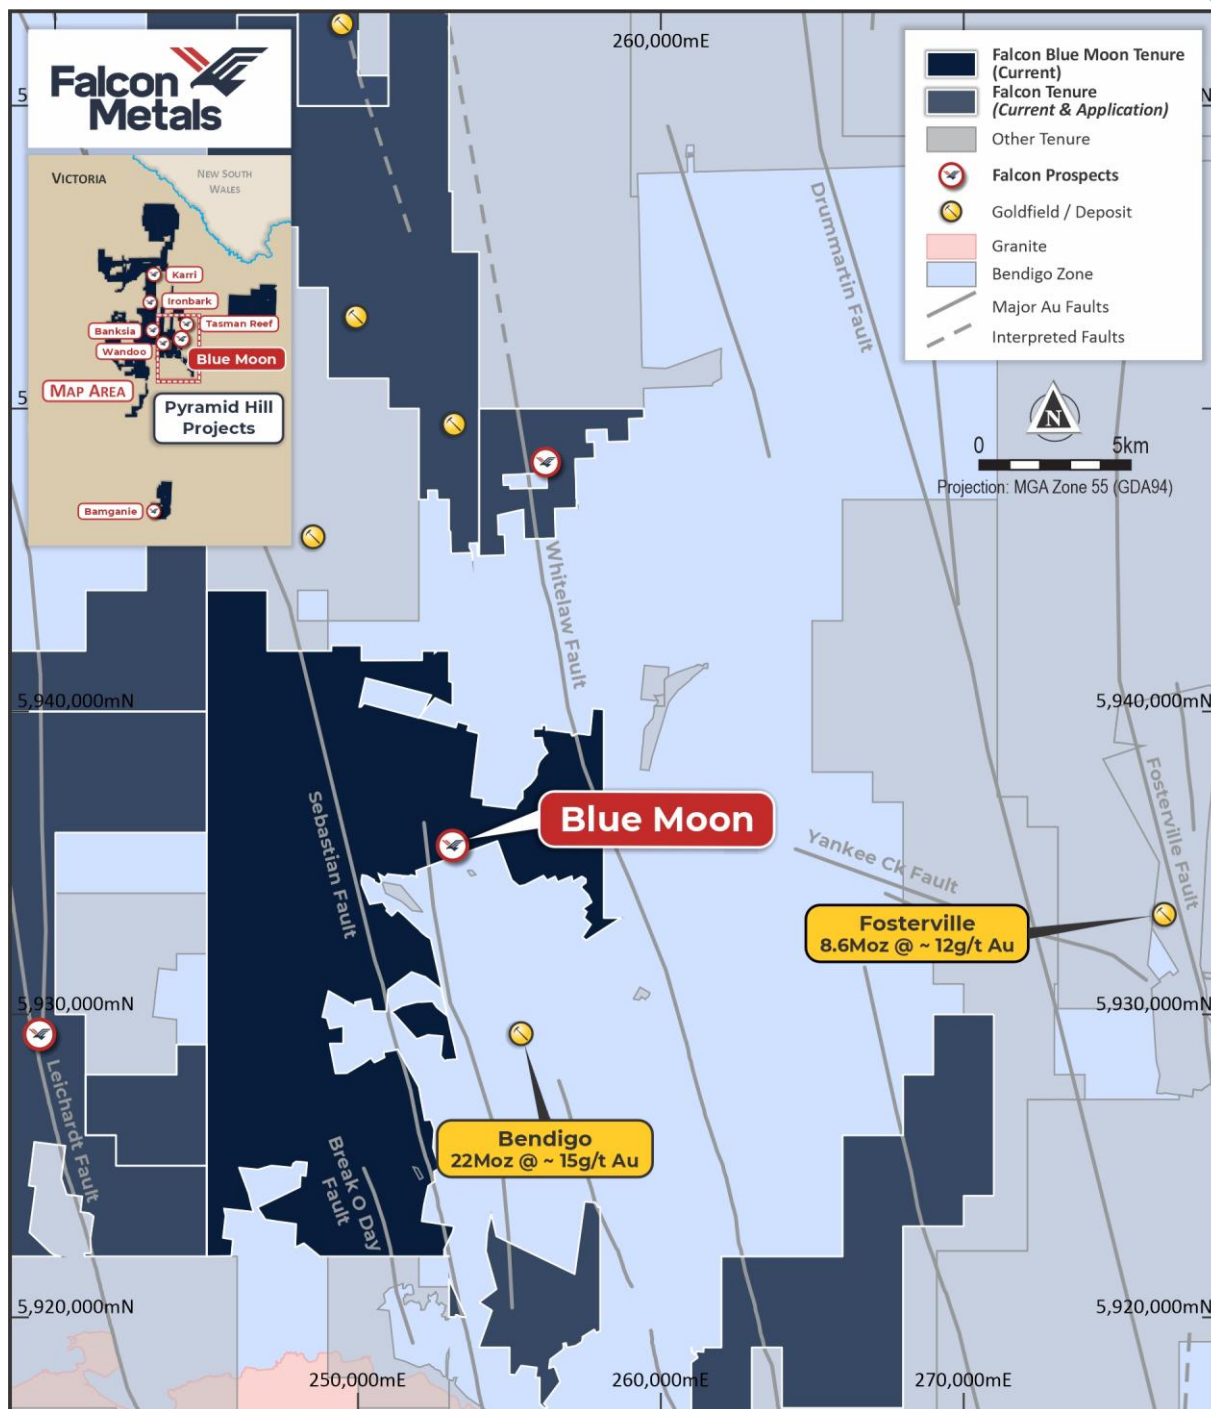 Falcon
Metals
VICTORIA
NEW SOUTH
WALES
Karri
Ironbark
Banksia
Tasman Reef
Wandoo
Blue Moon
MAP AREA
Pyramid Hill
Projects
Bamganie
260,000mE
Falcon Blue Moon Tenure
(Current)
Falcon Tenure
(Current & Application)
Other Tenure
Falcon Prospects
Goldfield / Deposit
Granite
Bendigo Zone
Major Au Faults
Interpreted Faults
N
0 5km
Projection: MGA Zone 55 (GDA94)
Drummartin Fault
Whitelaw Fault
5,940,000mN
5,940,000mN
Sebastian Fault
Blue Moon
Yankee Ck Fault
Fosterville Fault
Fosterville
8.6Moz @ ~ 12g/t Au
5,930,000mN
5,930,000mN
Leichardt Fault
Bendigo
22Moz @ ~ 15g/t Au
Break O Day
Fault
5,920,000mN
5,920,000mN
250,000mE
260,000mE
270,000mE